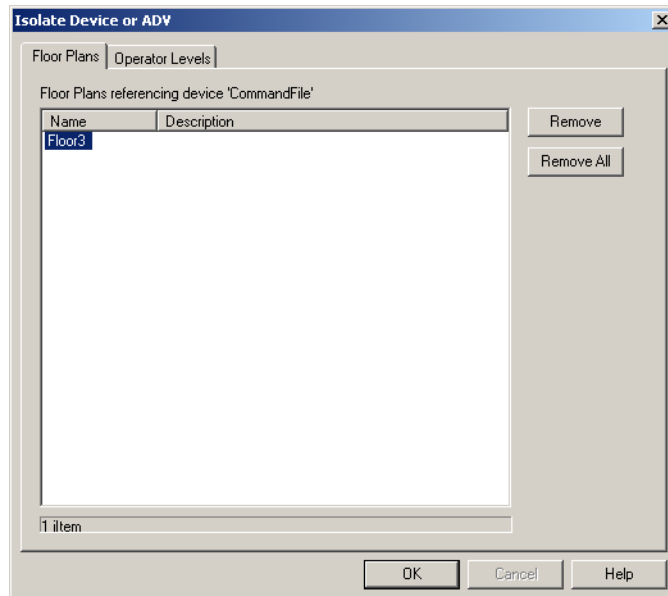 Isolate Device or ADV
Floor Plans Operator Levels
Floor Plans referencing device 'CommandFile'
Name Description Remove
Floor3
Remove All
1 iItem
OK Cancel Help